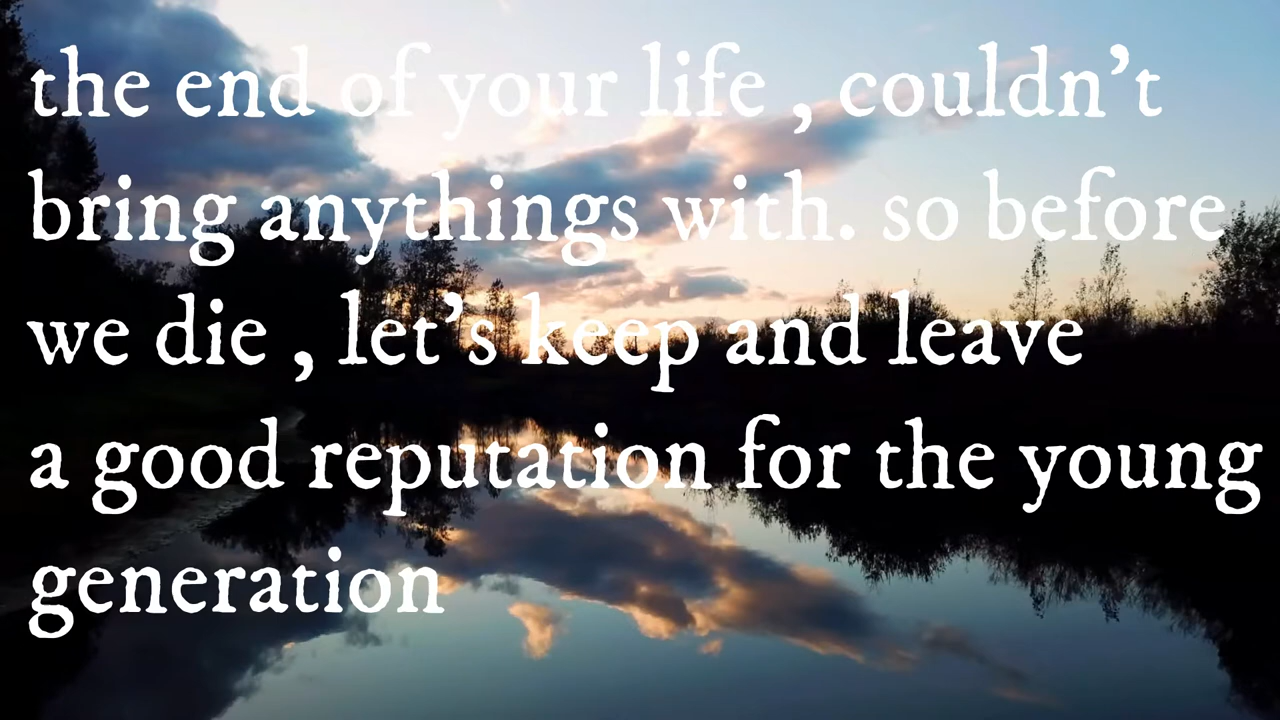 the end of your life , couldn't
bring anythings with. so before
we die , let's keep and leave
a good reputation for the young
generation